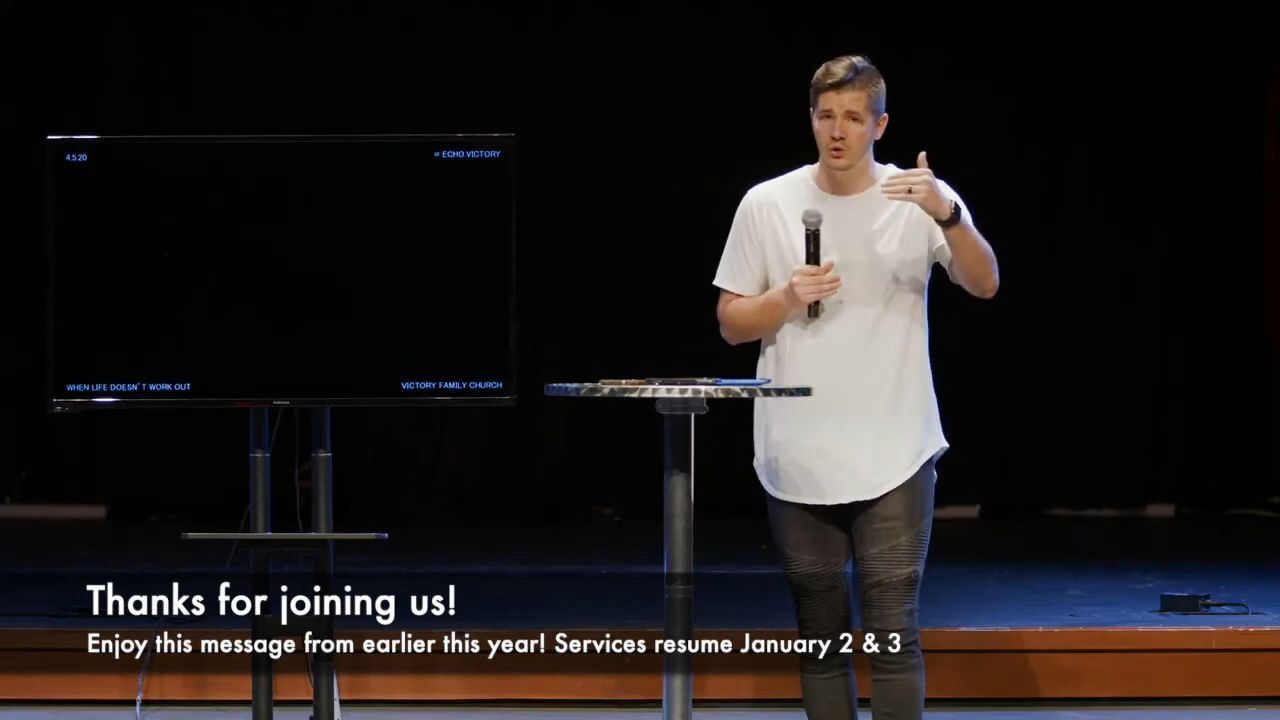 4.5.20
« ECHO.VICTORY
WHEN LIFE DOESN'T WORK OUT
VICTORY FAMILY CHURCH
Thanks for joining us!
Enjoy this message from earlier this year! Services resume January 2 & 3